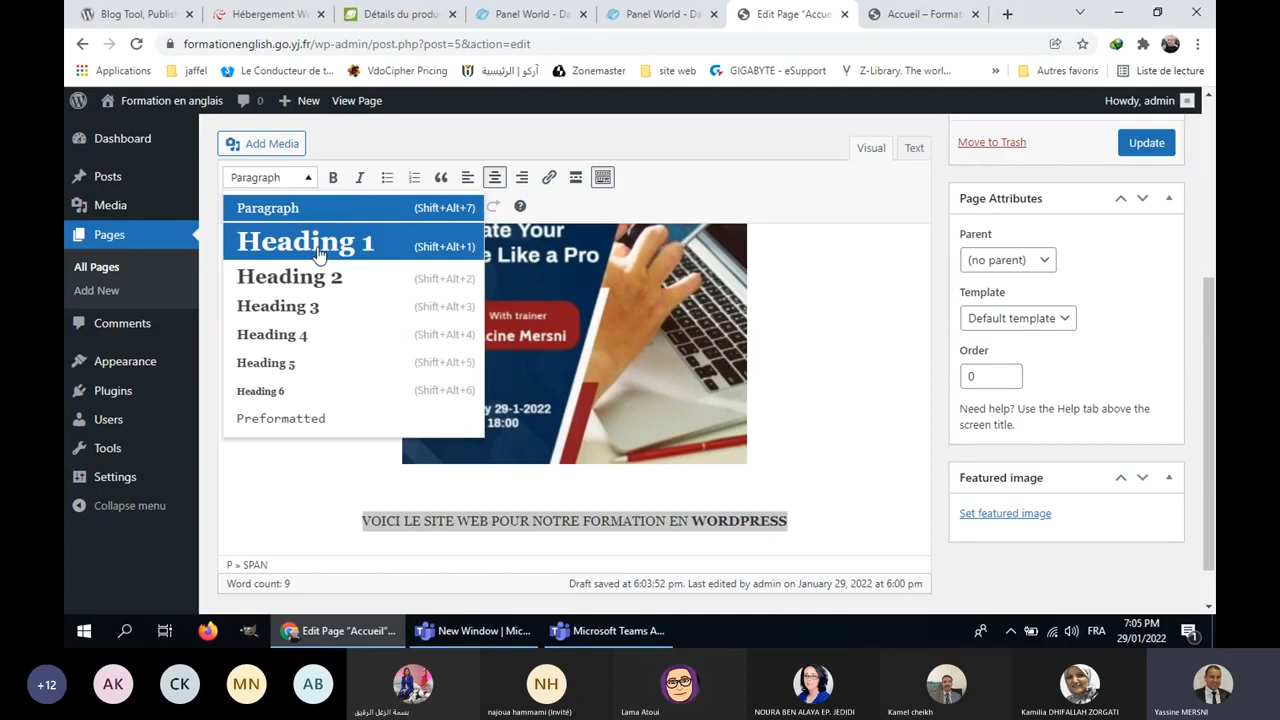 Blog Tool, Publish
Hébergement We
Détails du produ
Panel World - Da
Panel World - Da
Edit Page "Accue
Accueil – Format
formationenglish.go.yj.fr/wp-admin/post.php?post=5&action=edit
Applications
jaffel
Le Conducteur de t...
VdoCipher Pricing
آركو | الرئيسية
Zonemaster
site web
GIGABYTE - eSupport
Z-Library. The worl...
»
Autres favoris
Liste de lecture
Formation en anglais
0
New
View Page
Howdy, admin
Dashboard
Posts
Media
Pages
All Pages
Add New
Comments
Appearance
Plugins
Users
Tools
Settings
Collapse menu
Add Media
Visual
Text
Paragraph
Paragraph (Shift+Alt+7)
Heading 1 (Shift+Alt+1)
Heading 2 (Shift+Alt+2)
Heading 3 (Shift+Alt+3)
Heading 4 (Shift+Alt+4)
Heading 5 (Shift+Alt+5)
Heading 6 (Shift+Alt+6)
Preformatted
ate Your
e Like a Pro
With trainer
cine Mersni
y 29-1-2022
18:00
VOICI LE SITE WEB POUR NOTRE FORMATION EN WORDPRESS
P » SPAN
Word count: 9
Draft saved at 6:03:52 pm. Last edited by admin on January 29, 2022 at 6:00 pm
Move to Trash
Update
Page Attributes
Parent
(no parent)
Template
Default template
Order
0
Need help? Use the Help tab above the
screen title.
Featured image
Set featured image
Edit Page "Accueil"...
New Window | Mic...
Microsoft Teams A...
FRA
7:05 PM
29/01/2022
1
+12
AK
CK
MN
AB
بسمة الزغل الرقيق
NH
najoua hammami (Invité)
Lama Atoui
NOURA BEN ALAYA EP. JEDIDI
Kamel cheikh
Kamilia DHIFALLAH ZORGATI
Yassine MERSNI